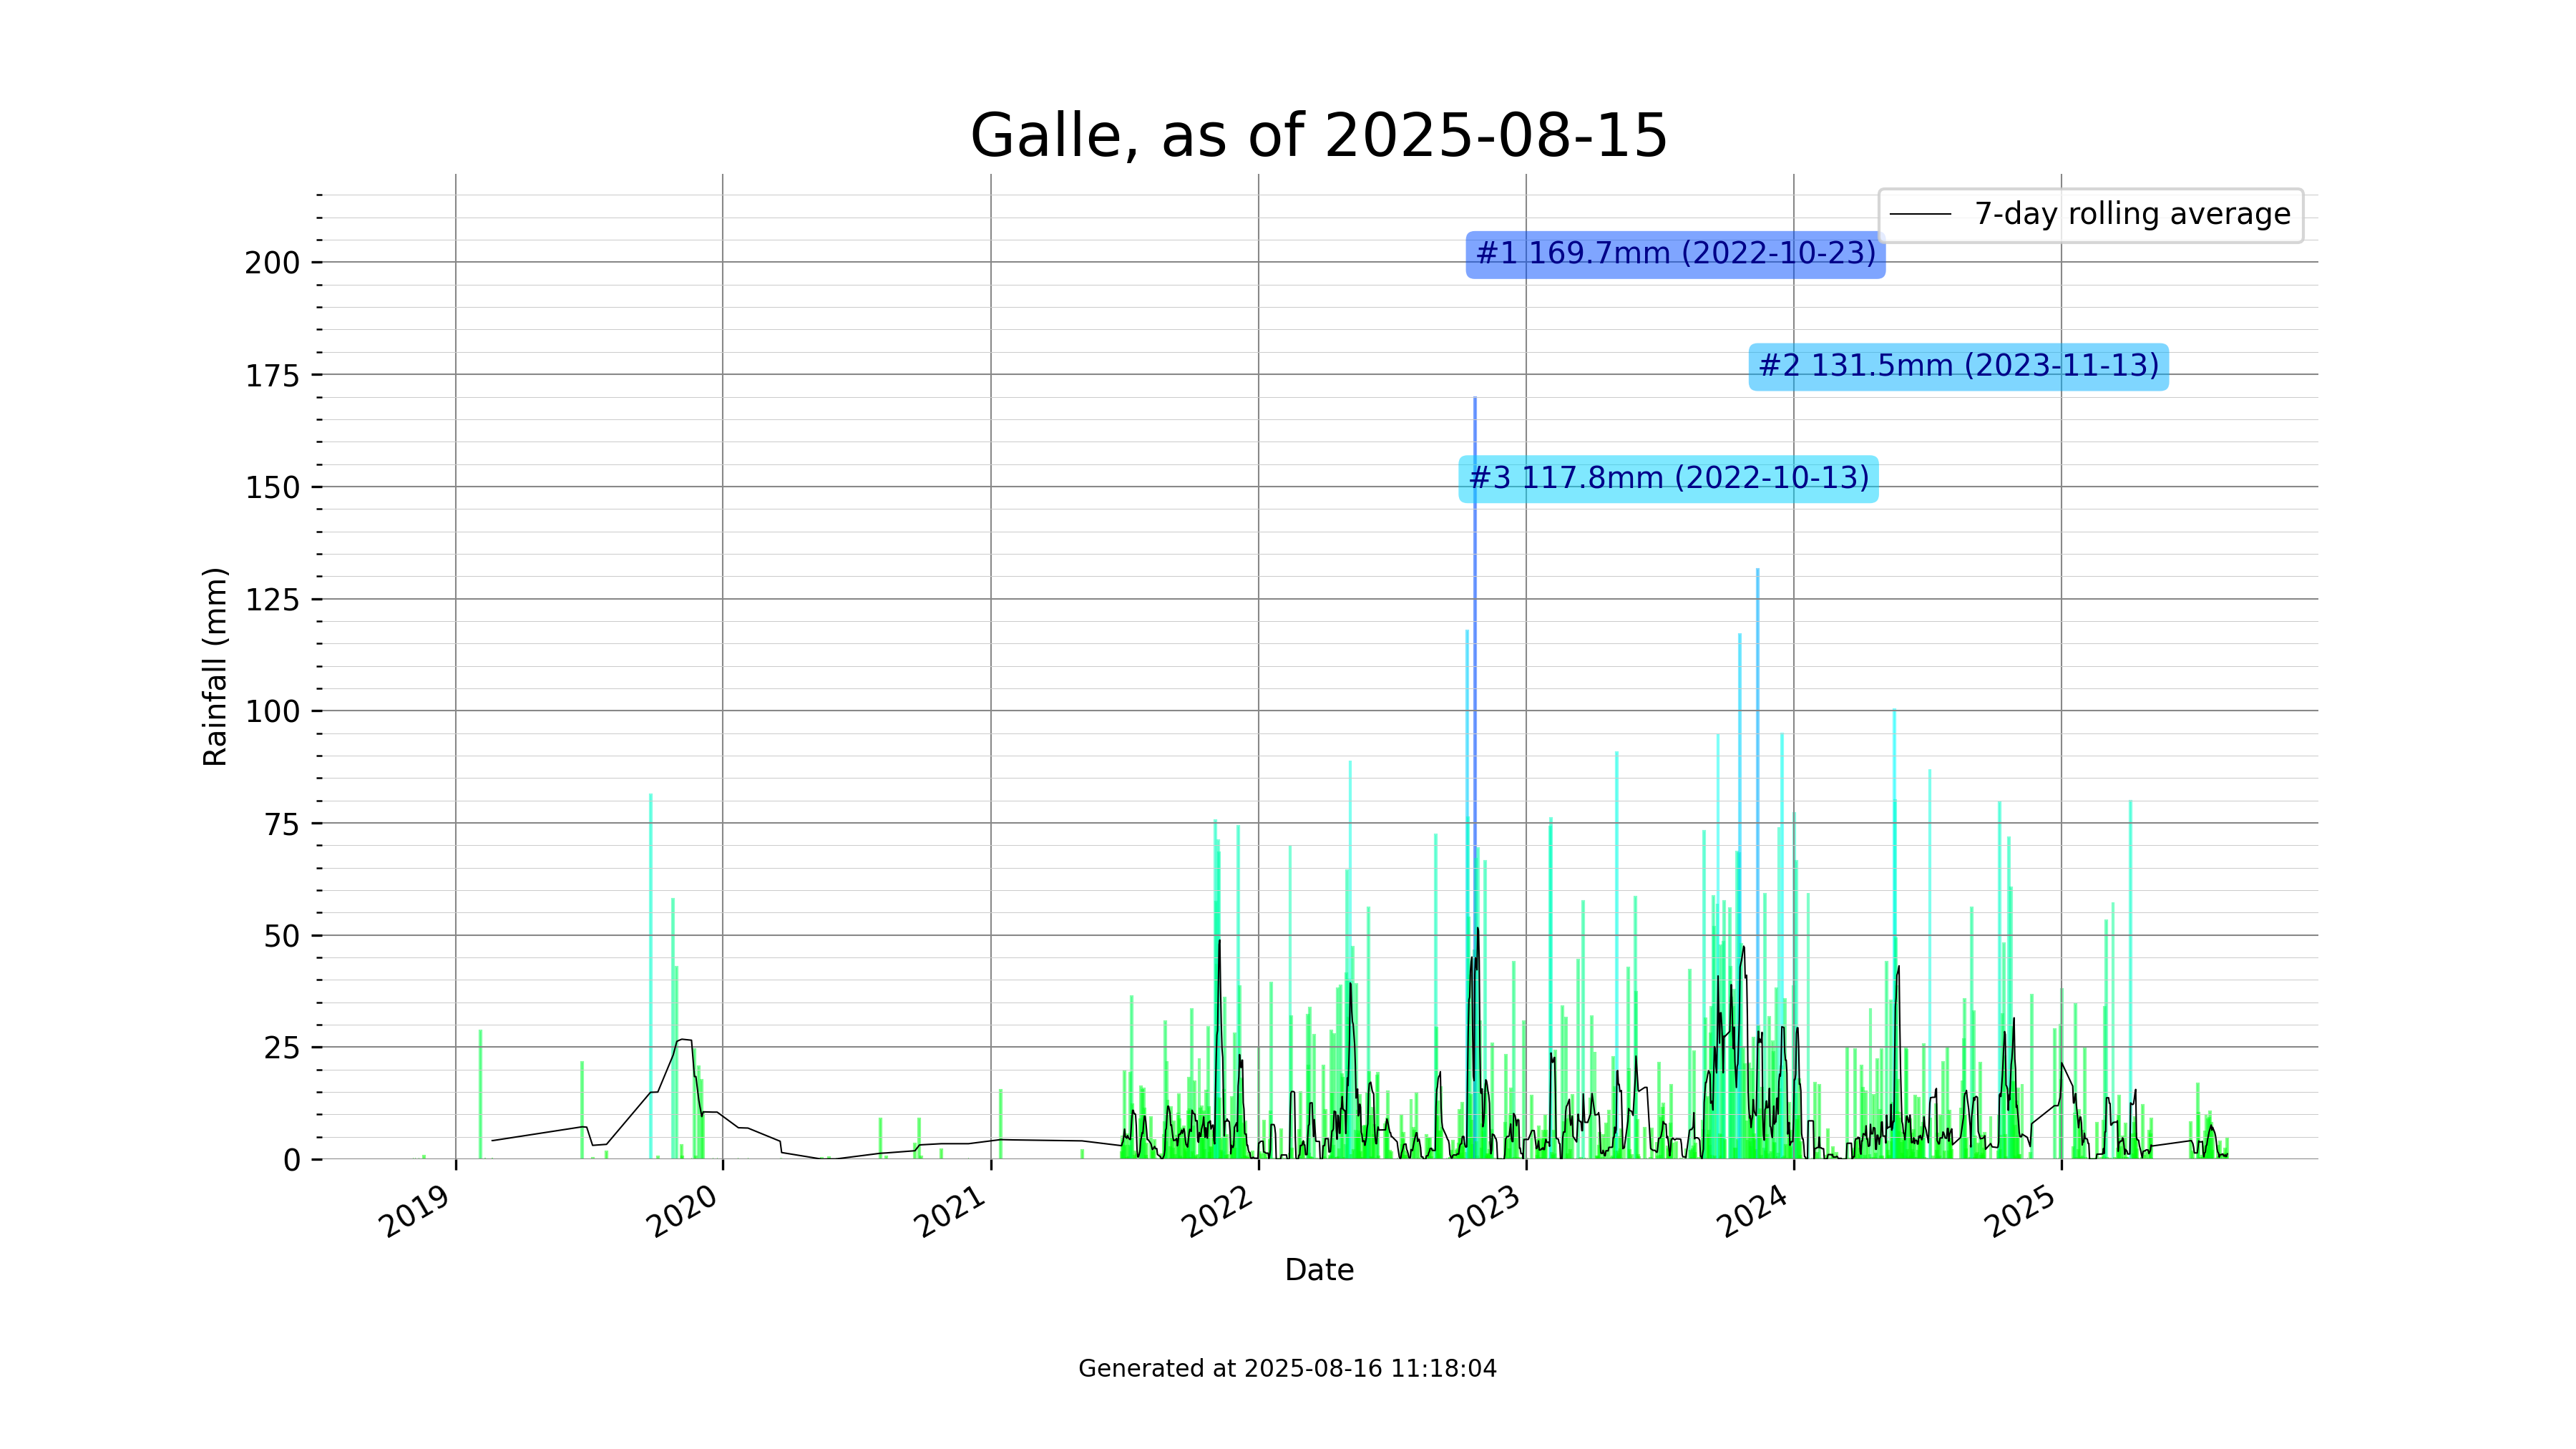 Galle, as of 2025-08-15
7-day rolling average
#1 169.7mm (2022-10-23)
#2 131.5mm (2023-11-13)
#3 117.8mm (2022-10-13)
Rainfall (mm)
200
175
150
125
100
75
50
25
0
2019
2020
2021
2022
2023
2024
2025
Date
Generated at 2025-08-16 11:18:04